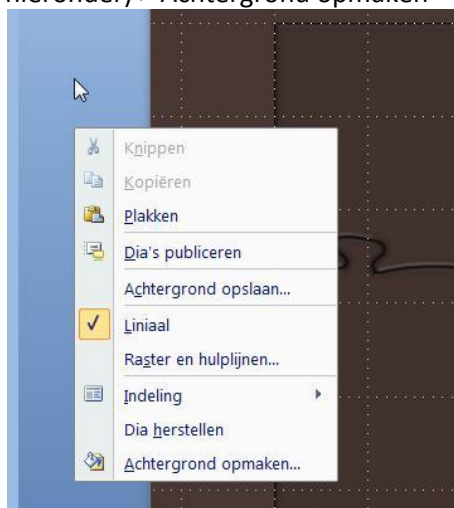 hieronder) > Achtergrond opmaken
Knippen
Kopiëren
Plakken
Dia's publiceren
Achtergrond opslaan...
Liniaal
Raster en hulplijnen...
Indeling
Dia herstellen
Achtergrond opmaken...